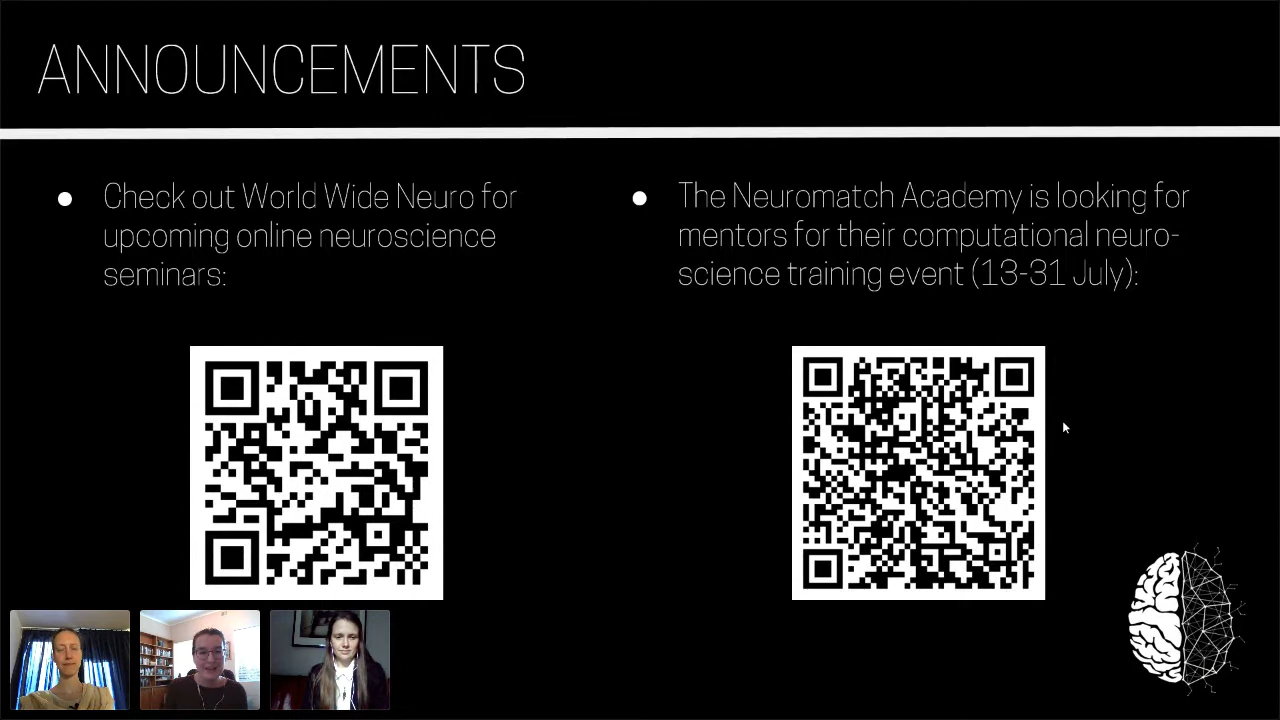 ANNOUNCEMENTS
● Check out World Wide Neuro for
upcoming online neuroscience
seminars:
● The Neuromatch Academy is looking for
mentors for their computational neuro-
science training event (13-31 July):